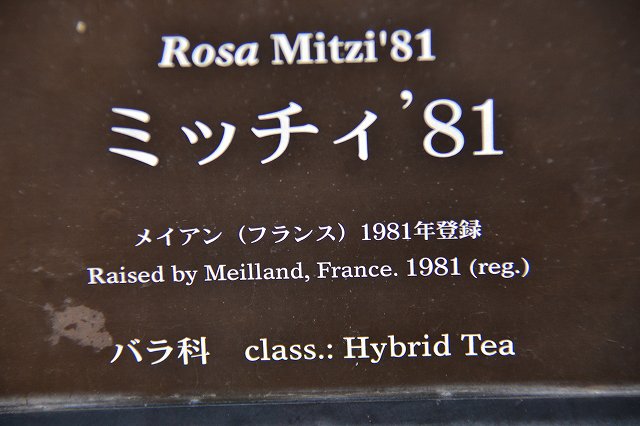 Rosa Mitzi'81
ミッチィ’81
メイアン（フランス）1981年登録
Raised by Meilland, France. 1981 (reg.)
バラ科　class.: Hybrid Tea